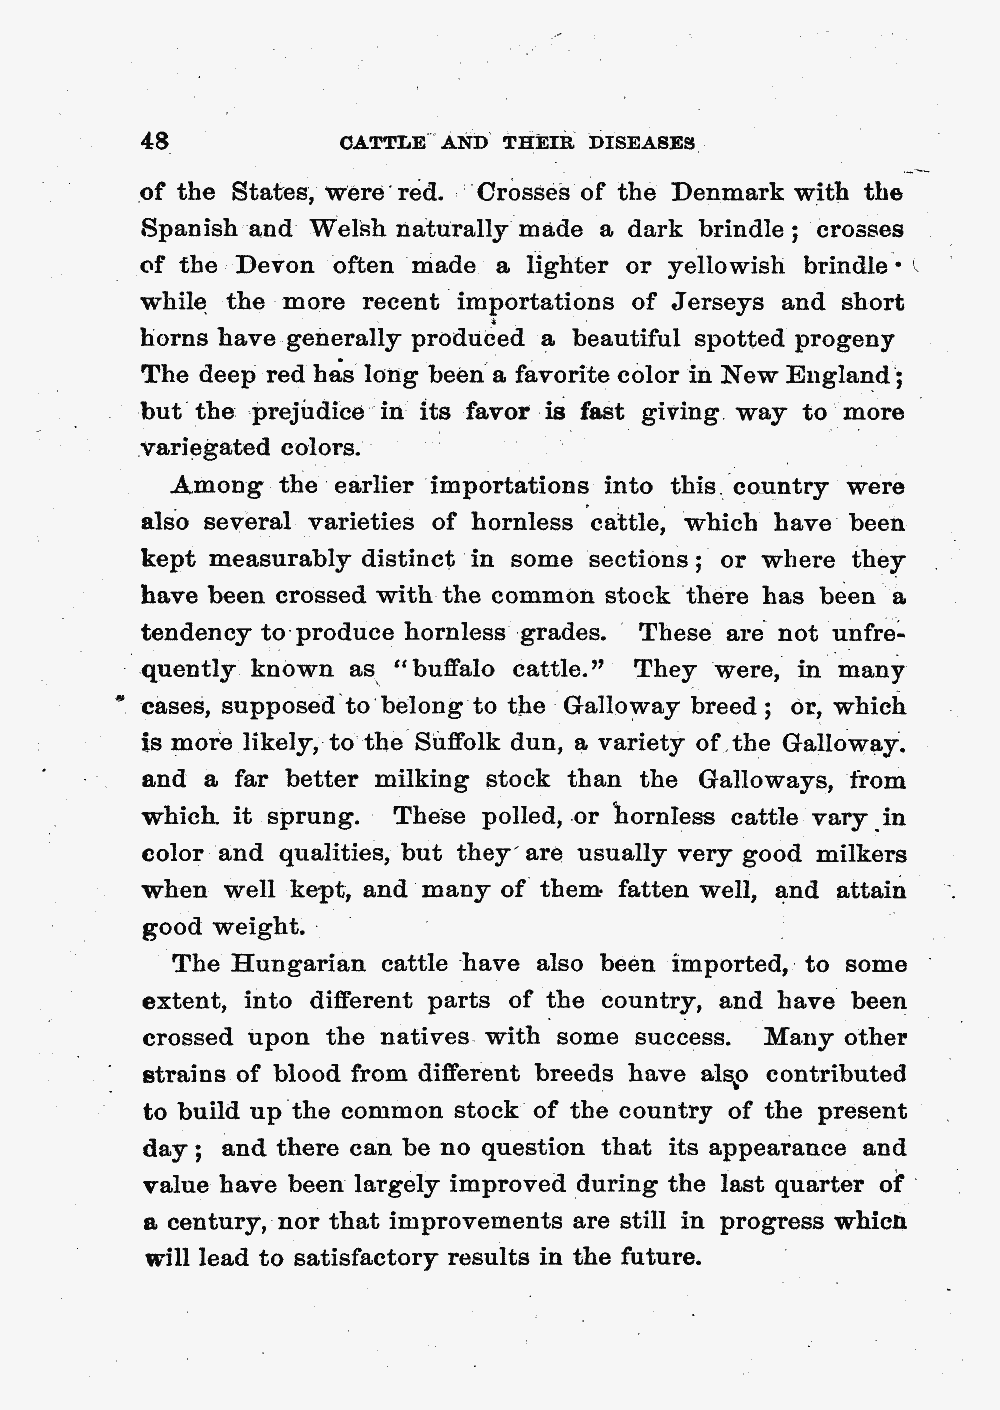 48 CATTLE AND THEIR DISEASES
of the States, were red. Crosses of the Denmark with the
Spanish and Welsh naturally made a dark brindle; crosses
of the Devon often made a lighter or yellowish brindle·
while the more recent importations of Jerseys and short
horns have generally produced a beautiful spotted progeny
The deep red has long been a favorite color in New England;
but the prejudice in its favor is fast giving way to more
variegated colors.
Among the earlier importations into this country were
also several varieties of hornless cattle, which have been
kept measurably distinct in some sections; or where they
have been crossed with the common stock there has been a
tendency to produce hornless grades. These are not unfre-
quently known as "buffalo cattle." They were, in many
cases, supposed to belong to the Galloway breed; or, which
is more likely, to the Suffolk dun, a variety of the Galloway.
and a far better milking stock than the Galloways, from
which it sprung. These polled, or hornless cattle vary in
color and qualities, but they are usually very good milkers
when well kept, and many of them fatten well, and attain
good weight.
The Hungarian cattle have also been imported, to some
extent, into different parts of the country, and have been
crossed upon the natives with some success. Many other
strains of blood from different breeds have also contributed
to build up the common stock of the country of the present
day; and there can be no question that its appearance and
value have been largely improved during the last quarter of
a century, nor that improvements are still in progress which
will lead to satisfactory results in the future.